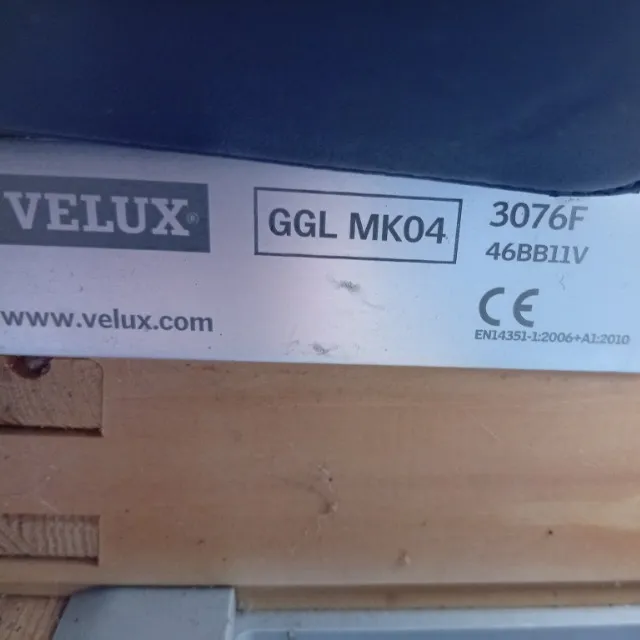 VELUX®
GGL MK04
3076F
46BB11V
www.velux.com
CE
EN14351-1:2006+A1:2010